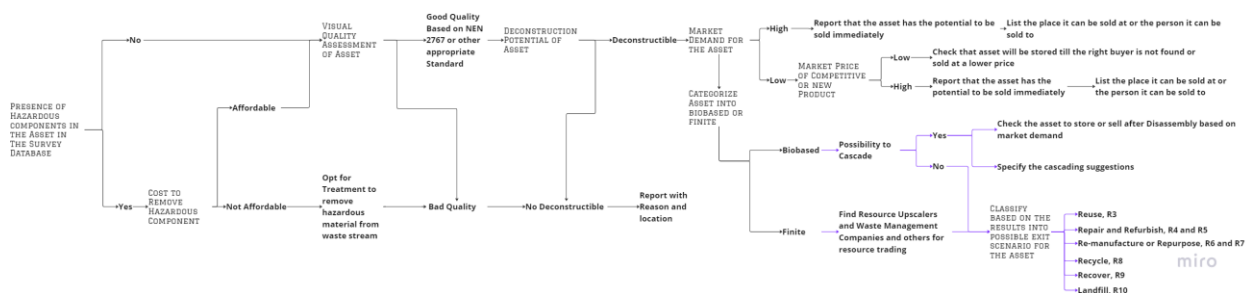 PRESENCE OF
HAZARDOUS
COMPONENTS IN
THE ASSET IN
THE SURVEY
DATABASE
No
Yes
COST TO
REMOVE
HAZARDOUS
COMPONENT
Affordable
Not Affordable
Opt for
Treatment to
remove
hazardous
material from
waste stream
VISUAL
QUALITY
ASSESSMENT
OF ASSET
Good Quality
Based on NEN
2767 or other
appropriate
Standard
Bad Quality
DECONSTRUCTION
POTENTIAL OF
ASSET
Deconstructible
No Deconstructible
Report with
Reason and
location
MARKET
DEMAND FOR
THE ASSET
High
Report that the asset has the potential to be
sold immediately
List the place it can be sold at or the person it can be
sold to
Low
MARKET PRICE
OF COMPETITIVE
OR NEW
PRODUCT
Low
Check that asset will be stored till the right buyer is not found or
sold at a lower price
High
Report that the asset has the
potential to be sold immediately
List the place it can be sold at or
the person it can be sold to
CATEGORIZE
ASSET INTO
BIOBASED OR
FINITE
Biobased
Possibility to
Cascade
Yes
No
Check the asset to store or sell after Disassembly based on
market demand
Specify the cascading suggestions
Finite
Find Resource Upscalers
and Waste Management
Companies and others for
resource trading
CLASSIFY
BASED ON THE
RESULTS INTO
POSSIBLE EXIT
SCENARIO FOR
THE ASSET
Reuse, R3
Repair and Refurbish, R4 and R5
Re-manufacture or Repurpose, R6 and R7
Recycle, R8
Recover, R9
Landfill, R10
miro